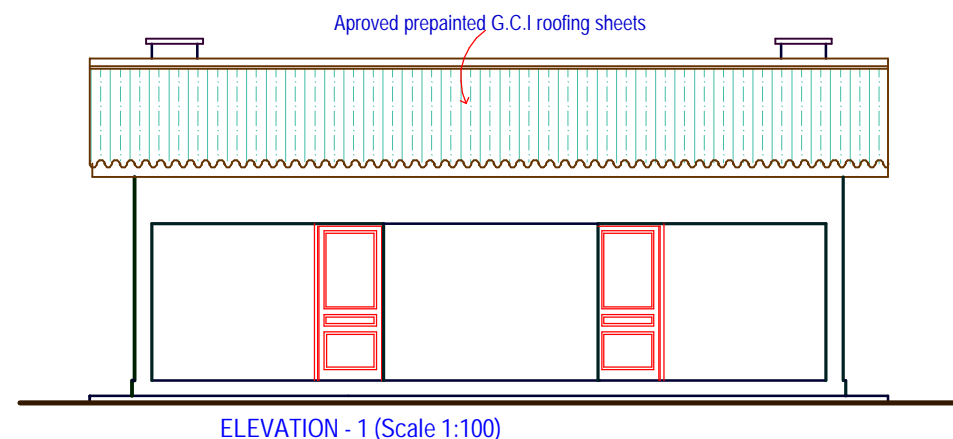 Aproved prepainted G.C.I roofing sheets
ELEVATION - 1 (Scale 1:100)